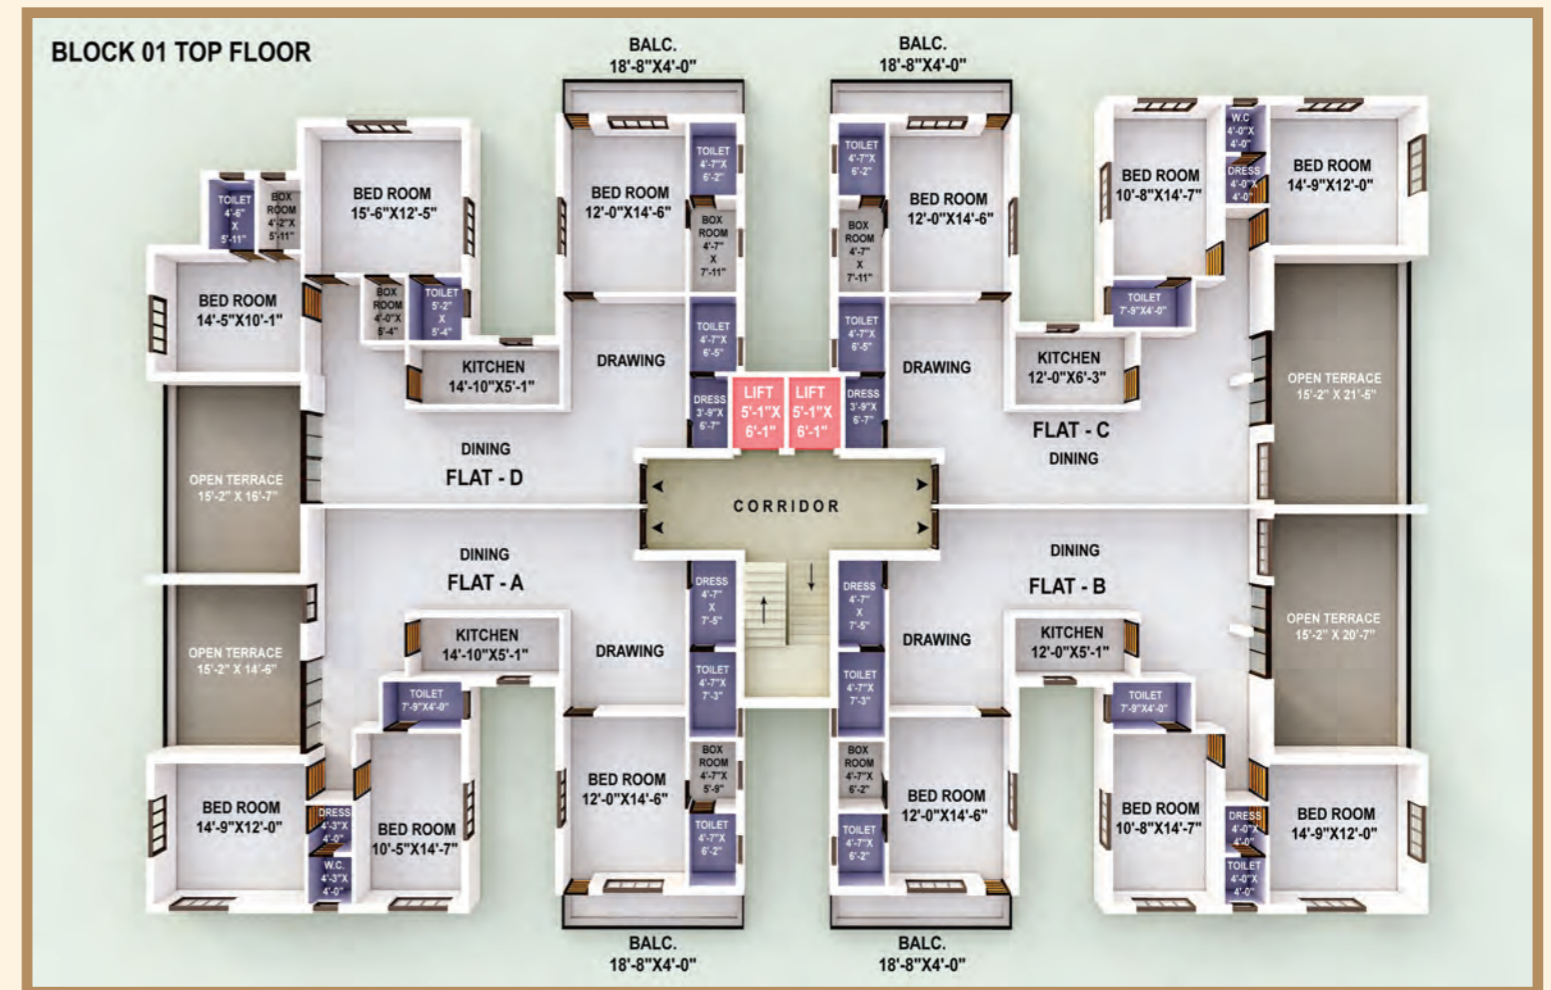 BLOCK 01 TOP FLOOR
BALC.
18'-8"X4'-0"
BALC.
18'-8"X4'-0"
TOILET
4'-6"
X
5'-11"
BOX
ROOM
4'-2"X
5'-11"
BED ROOM
15'-6"X12'-5"
BED ROOM
12'-0"X14'-6"
TOILET
4'-7"X
6'-2"
BOX
ROOM
4'-7"
X
7'-11"
TOILET
4'-7"X
6'-2"
BOX
ROOM
4'-7"
X
7'-11"
BED ROOM
12'-0"X14'-6"
BED ROOM
10'-8"X14'-7"
W.C
4'-0"X
4'-0"
DRESS
4'-0"X
4'-0"
BED ROOM
14'-9"X12'-0"
BED ROOM
14'-5"X10'-1"
BOX
ROOM
4'-0"X
5'-4"
TOILET
5'-2"
X
5'-4"
KITCHEN
14'-10"X5'-1"
DRAWING
TOILET
4'-7"X
6'-5"
DRESS
3'-9"X
6'-7"
LIFT
5'-1"X
6'-1"
LIFT
5'-1"X
6'-1"
TOILET
4'-7"X
6'-5"
DRESS
3'-9"X
6'-7"
DRAWING
KITCHEN
12'-0"X6'-3"
TOILET
7'-9"X4'-0"
OPEN TERRACE
15'-2" X 21'-5"
OPEN TERRACE
15'-2" X 16'-7"
DINING
FLAT - D
CORRIDOR
FLAT - C
DINING
OPEN TERRACE
15'-2" X 14'-6"
DINING
FLAT - A
KITCHEN
14'-10"X5'-1"
TOILET
7'-9"X4'-0"
DRAWING
DRESS
4'-7"
X
7'-5"
TOILET
4'-7"X
7'-3"
DRESS
4'-7"
X
7'-5"
TOILET
4'-7"X
7'-3"
DINING
FLAT - B
DRAWING
KITCHEN
12'-0"X5'-1"
TOILET
7'-9"X4'-0"
OPEN TERRACE
15'-2" X 20'-7"
BED ROOM
14'-9"X12'-0"
DRESS
4'-3"X
4'-0"
W.C.
4'-3"X
4'-0"
BED ROOM
10'-5"X14'-7"
BED ROOM
12'-0"X14'-6"
BOX
ROOM
4'-7"X
5'-9"
TOILET
4'-7"X
6'-2"
BOX
ROOM
4'-7"X
6'-2"
TOILET
4'-7"X
6'-2"
BED ROOM
12'-0"X14'-6"
BED ROOM
10'-8"X14'-7"
DRESS
4'-0"X
4'-0"
TOILET
4'-0"X
4'-0"
BED ROOM
14'-9"X12'-0"
BALC.
18'-8"X4'-0"
BALC.
18'-8"X4'-0"